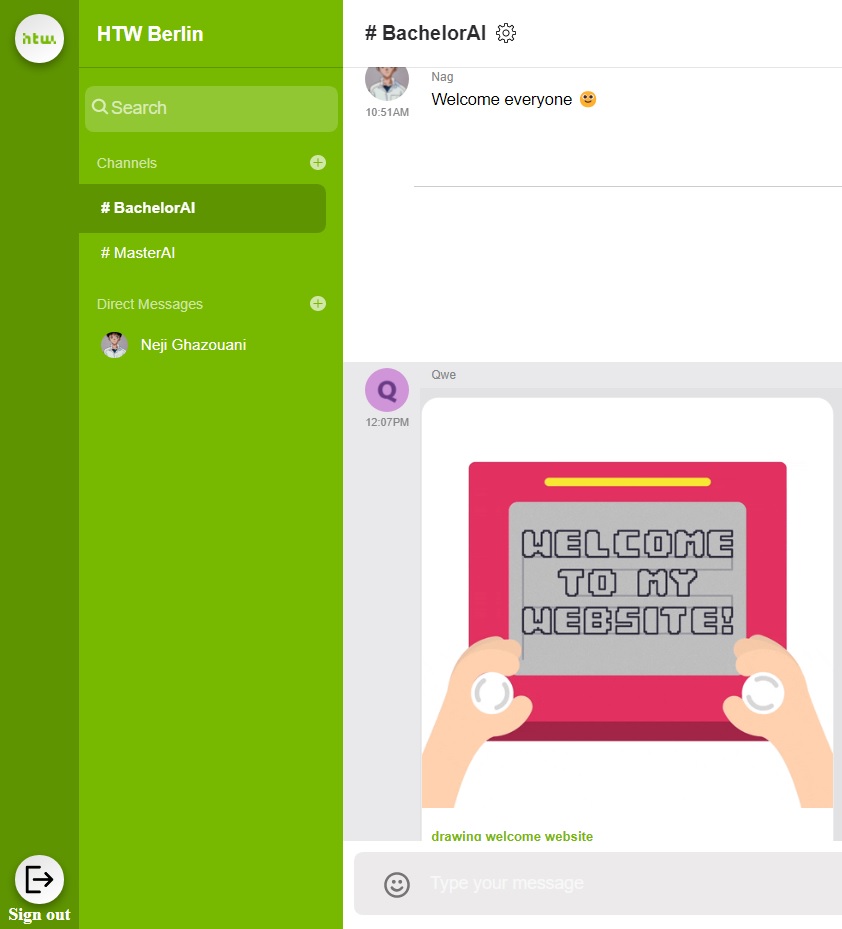 htw.
HTW Berlin
Search
Channels
# BachelorAI
# MasterAI
Direct Messages
Neji Ghazouani
Sign out
# BachelorAI
Nag
10:51AM
Welcome everyone
Qwe
Q
12:07PM
WELCOME
TO MY
WEBSITE!
drawing welcome website
Type your message